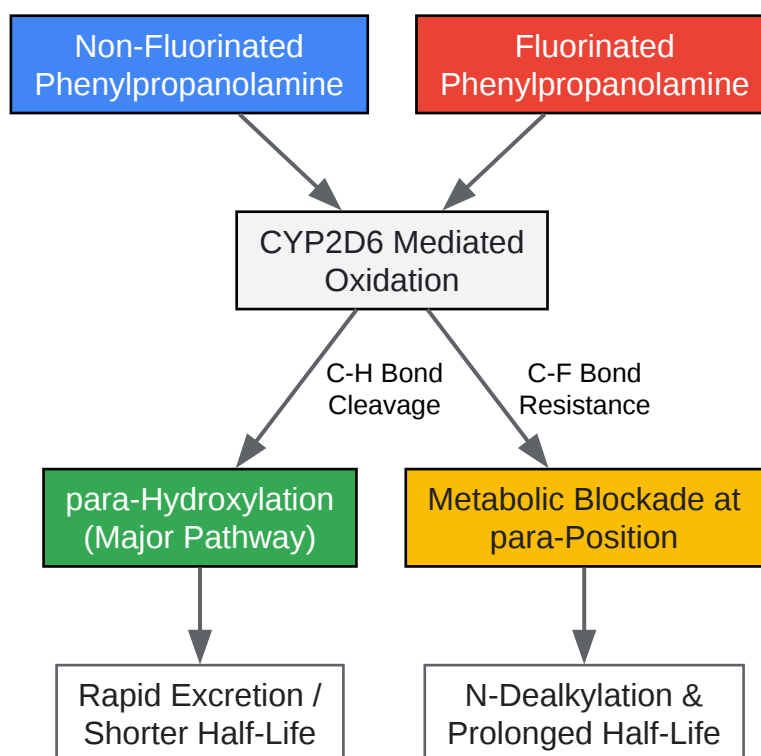 Non-Fluorinated
Phenylpropanolamine
Fluorinated
Phenylpropanolamine
CYP2D6 Mediated
Oxidation
C-H Bond
Cleavage
C-F Bond
Resistance
para-Hydroxylation
(Major Pathway)
Metabolic Blockade at
para-Position
Rapid Excretion /
Shorter Half-Life
N-Dealkylation &
Prolonged Half-Life